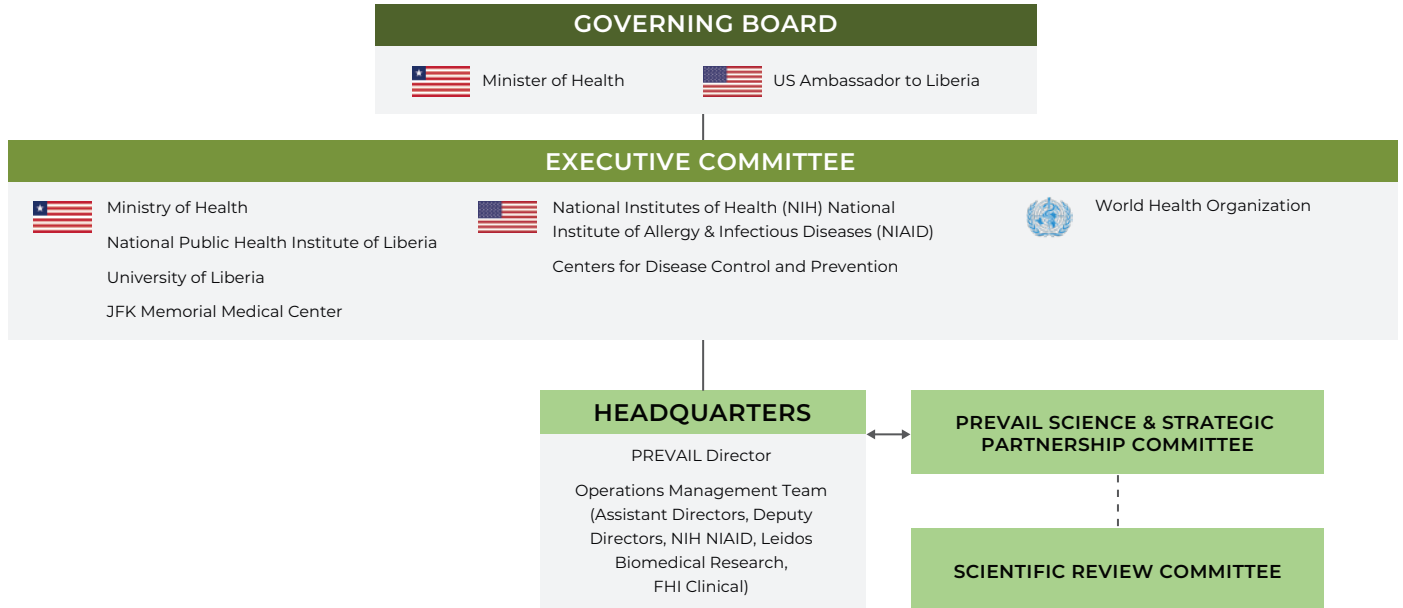 GOVERNING BOARD
Minister of Health
US Ambassador to Liberia
EXECUTIVE COMMITTEE
Ministry of Health
National Public Health Institute of Liberia
University of Liberia
JFK Memorial Medical Center
National Institutes of Health (NIH) National
Institute of Allergy & Infectious Diseases (NIAID)
Centers for Disease Control and Prevention
World Health Organization
HEADQUARTERS
PREVAIL Director
Operations Management Team
(Assistant Directors, Deputy
Directors, NIH NIAID, Leidos
Biomedical Research,
FHI Clinical)
PREVAIL SCIENCE & STRATEGIC
PARTNERSHIP COMMITTEE
SCIENTIFIC REVIEW COMMITTEE